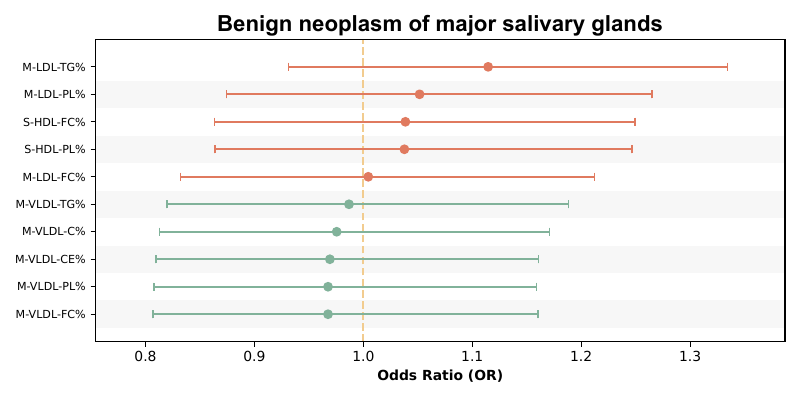 Benign neoplasm of major salivary glands
M-LDL-TG%
M-LDL-PL%
S-HDL-FC%
S-HDL-PL%
M-LDL-FC%
M-VLDL-TG%
M-VLDL-C%
M-VLDL-CE%
M-VLDL-PL%
M-VLDL-FC%
0.8 0.9 1.0 1.1 1.2 1.3
Odds Ratio (OR)